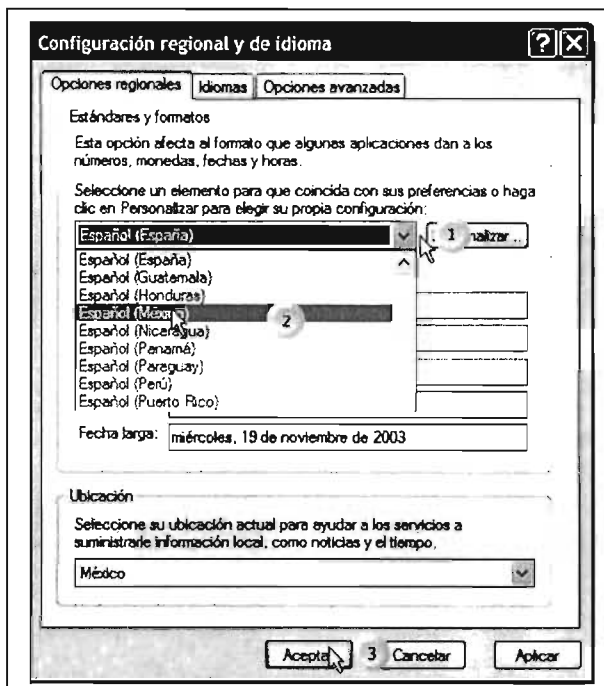 Configuración regional y de idioma
Opciones regionales Idiomas Opciones avanzadas
Estándares y formatos
Esta opción afecta al formato que algunas aplicaciones dan a los
números, monedas, fechas y horas.
Seleccione un elemento para que coincida con sus preferencias o haga
clic en Personalizar para elegir su propia configuración:
Español (España) 1 nalizar ..
Español (España)
Español (Guatemala)
Español (Honduras)
Español (México) 2
Español (Nicaragua)
Español (Panamá)
Español (Paraguay)
Español (Perú)
Español (Puerto Rico)
Fecha larga: miércoles, 19 de noviembre de 2003
Ubicación
Seleccione su ubicación actual para ayudar a los servicios a
suministrarle información local, como noticias y el tiempo.
México
Acepta 3 Cancelar Aplicar